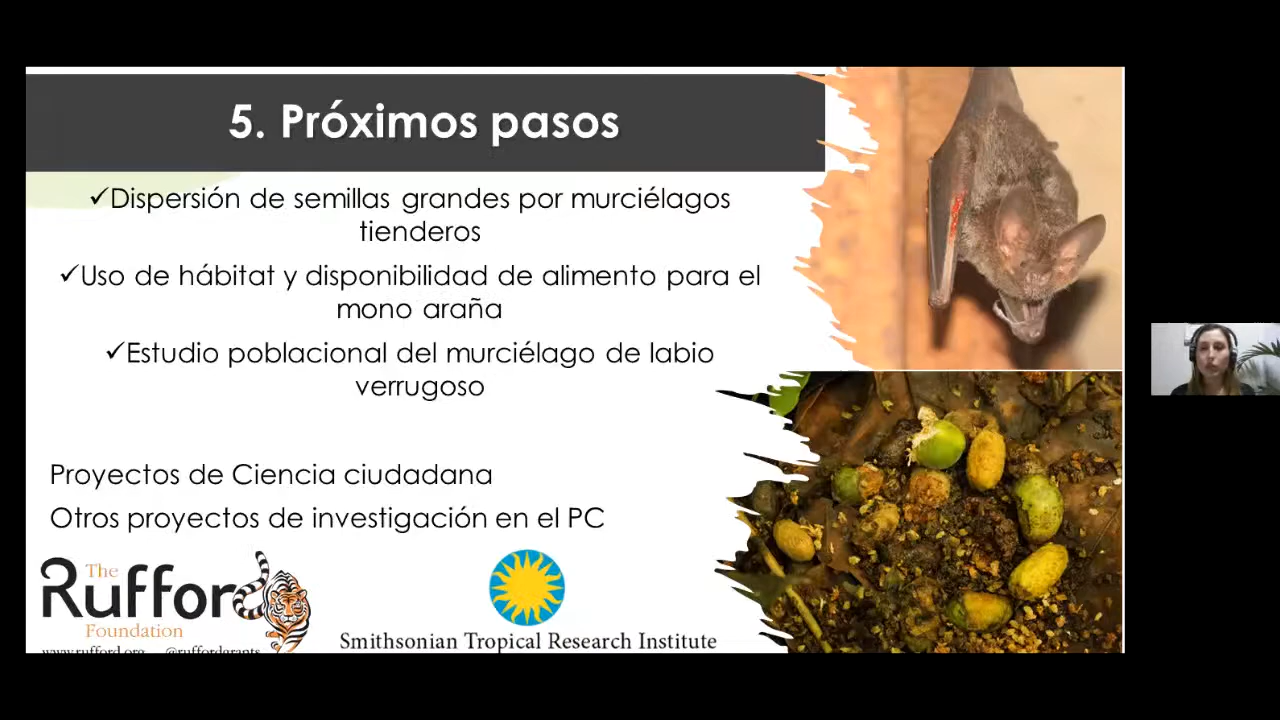 5. Próximos pasos
✓Dispersión de semillas grandes por murciélagos
tienderos
✓Uso de hábitat y disponibilidad de alimento para el
mono araña
✓Estudio poblacional del murciélago de labio
verrugoso
Proyectos de Ciencia ciudadana
Otros proyectos de investigación en el PC
The
Rufford
Foundation
www.rufford.org @ruffordgrants
Smithsonian Tropical Research Institute